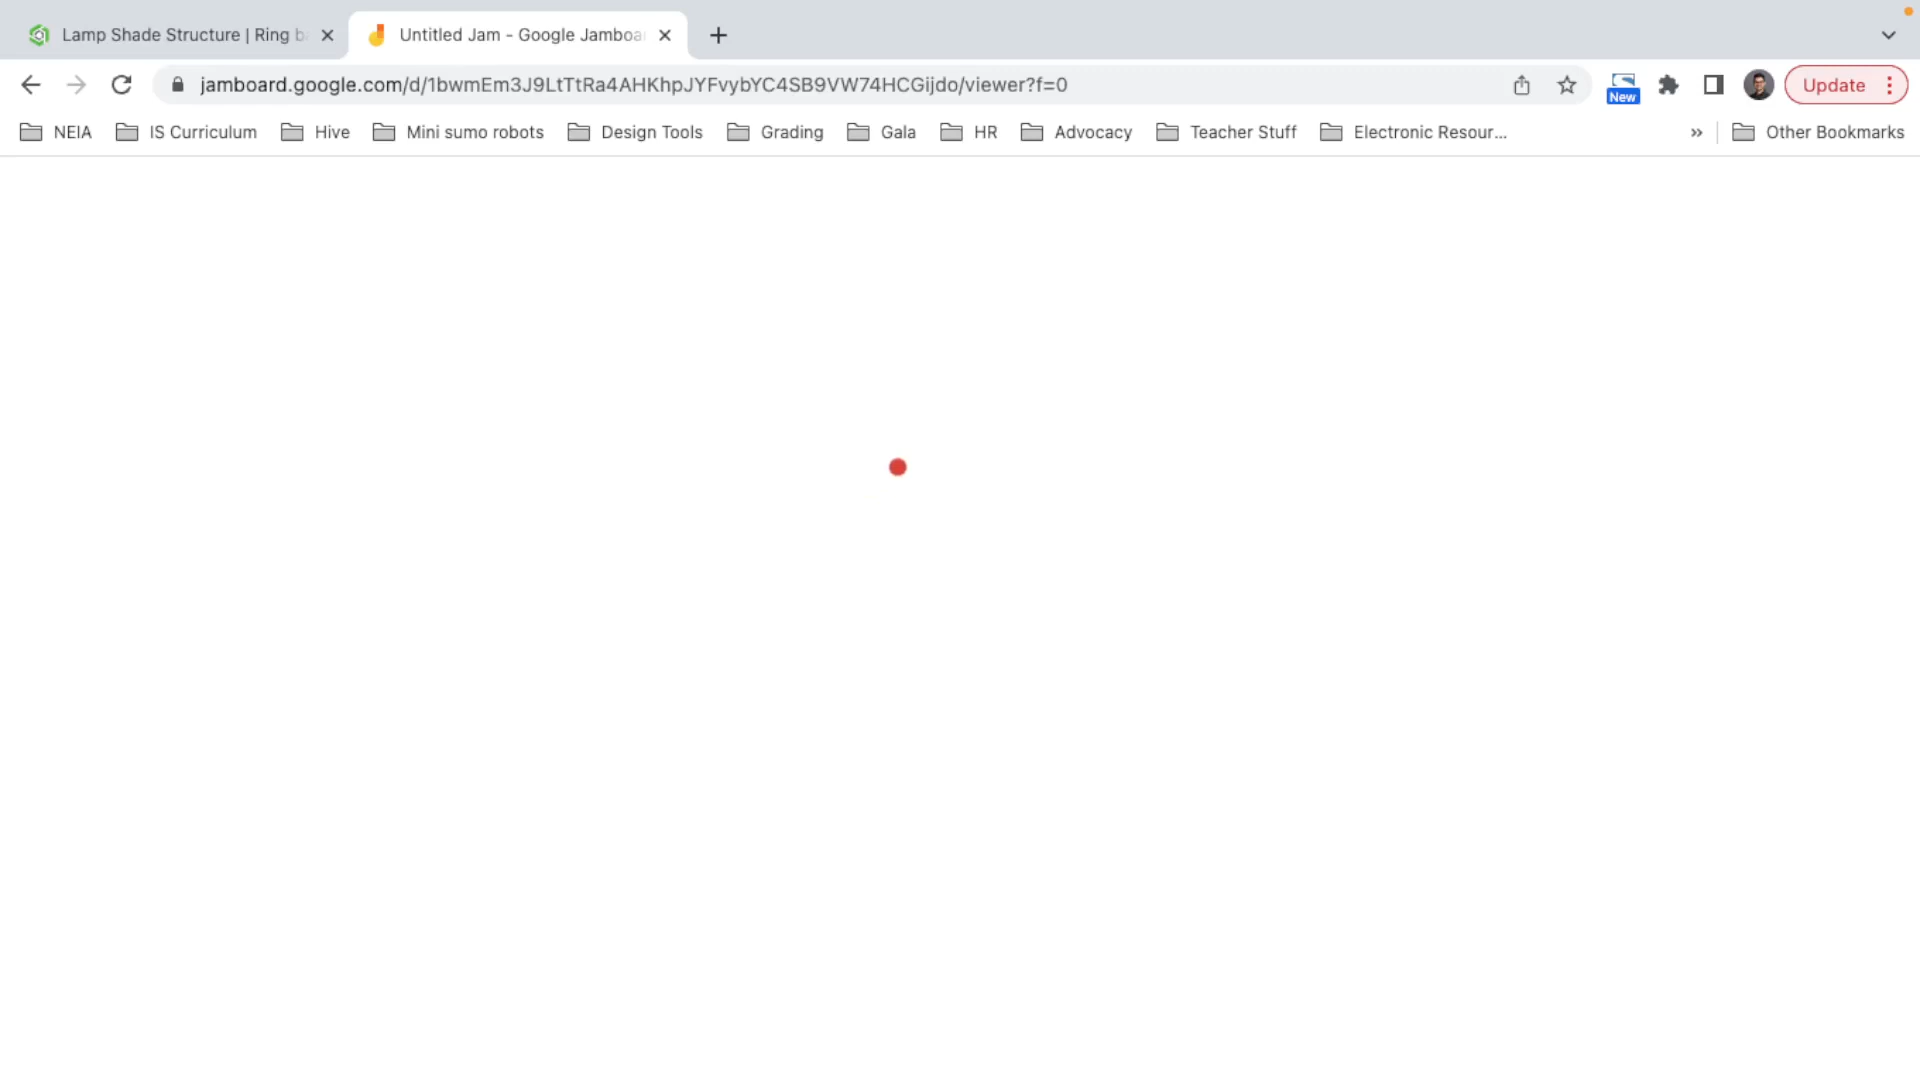 Lamp Shade Structure | Ring b
Untitled Jam - Google Jamboa
jamboard.google.com/d/1bwmEm3J9LtTtRa4AHKhpJYFvybYC4SB9VW74HCGijdo/viewer?f=0
New
Update
NEIA
IS Curriculum
Hive
Mini sumo robots
Design Tools
Grading
Gala
HR
Advocacy
Teacher Stuff
Electronic Resour...
»
Other Bookmarks